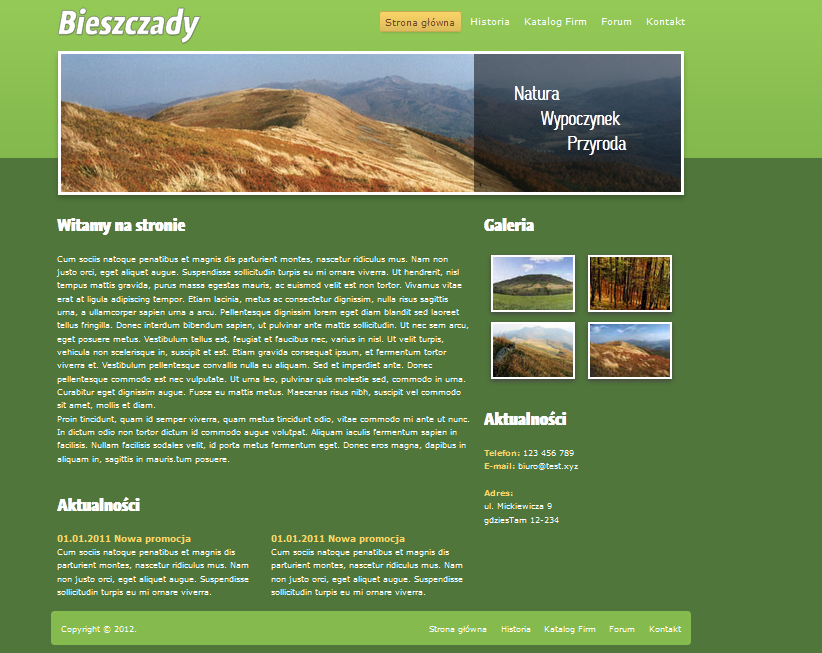 Bieszczady
Strona główna Historia Katalog Firm Forum Kontakt
Natura
Wypoczynek
Przyroda
Witamy na stronie
Cum sociis natoque penatibus et magnis dis parturient montes, nascetur ridiculus mus. Nam non
justo orci, eget aliquet augue. Suspendisse sollicitudin turpis eu mi ornare viverra. Ut hendrerit, nisl
tempus mattis gravida, purus massa egestas mauris, ac euismod velit est non tortor. Vivamus vitae
erat at ligula adipiscing tempor. Etiam lacinia, metus ac consectetur dignissim, nulla risus sagittis
urna, a ullamcorper sapien urna a arcu. Pellentesque dignissim lorem eget diam blandit sed laoreet
tellus fringilla. Donec interdum bibendum sapien, ut pulvinar ante mattis sollicitudin. Ut nec sem arcu,
eget posuere metus. Vestibulum tellus est, feugiat et faucibus nec, varius in nisl. Ut velit turpis,
vehicula non scelerisque in, suscipit et est. Etiam gravida consequat ipsum, et fermentum tortor
viverra et. Vestibulum pellentesque convallis nulla eu aliquam. Sed et imperdiet ante. Donec
pellentesque commodo est nec vulputate. Ut urna leo, pulvinar quis molestie sed, commodo in urna.
Curabitur eget dignissim augue. Fusce eu mattis metus. Maecenas risus nibh, suscipit vel commodo
sit amet, mollis et diam.
Proin tincidunt, quam id semper viverra, quam metus tincidunt odio, vitae commodo mi ante ut nunc.
In dictum odio non tortor dictum id commodo augue volutpat. Aliquam iaculis fermentum sapien in
facilisis. Nullam facilisis sodales velit, id porta metus fermentum eget. Donec eros magna, dapibus in
aliquam in, sagittis in mauris.tum posuere.
Aktualności
01.01.2011 Nowa promocja
Cum sociis natoque penatibus et magnis dis
parturient montes, nascetur ridiculus mus. Nam
non justo orci, eget aliquet augue. Suspendisse
sollicitudin turpis eu mi ornare viverra.
01.01.2011 Nowa promocja
Cum sociis natoque penatibus et magnis dis
parturient montes, nascetur ridiculus mus. Nam
non justo orci, eget aliquet augue. Suspendisse
sollicitudin turpis eu mi ornare viverra.
Galeria
Aktualności
Telefon: 123 456 789
E-mail: biuro@test.xyz
Adres:
ul. Mickiewicza 9
gdziesTam 12-234
Copyright © 2012.
Strona główna Historia Katalog Firm Forum Kontakt